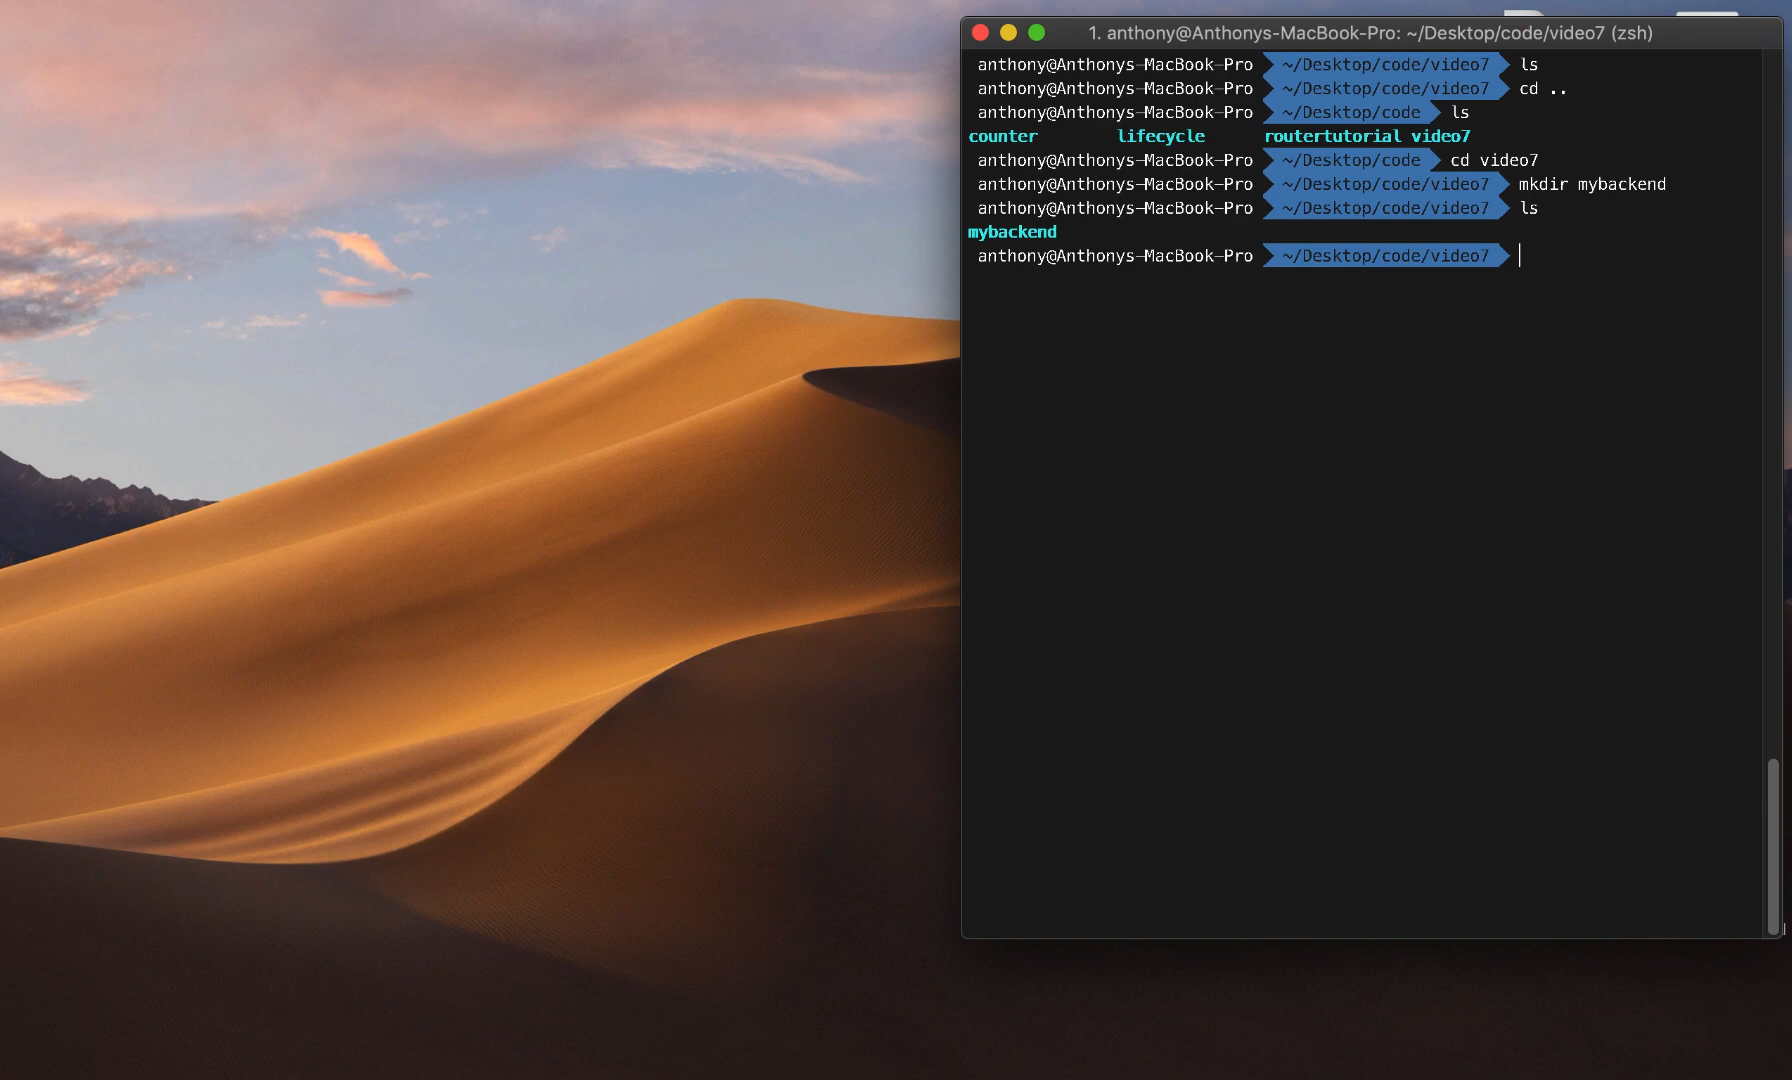 1. anthony@Anthonys-MacBook-Pro: ~/Desktop/code/video7 (zsh)
anthony@Anthonys-MacBook-Pro ~/Desktop/code/video7 ls
anthony@Anthonys-MacBook-Pro ~/Desktop/code/video7 cd ..
anthony@Anthonys-MacBook-Pro ~/Desktop/code ls
counter lifecycle routertutorial video7
anthony@Anthonys-MacBook-Pro ~/Desktop/code cd video7
anthony@Anthonys-MacBook-Pro ~/Desktop/code/video7 mkdir mybackend
anthony@Anthonys-MacBook-Pro ~/Desktop/code/video7 ls
mybackend
anthony@Anthonys-MacBook-Pro ~/Desktop/code/video7